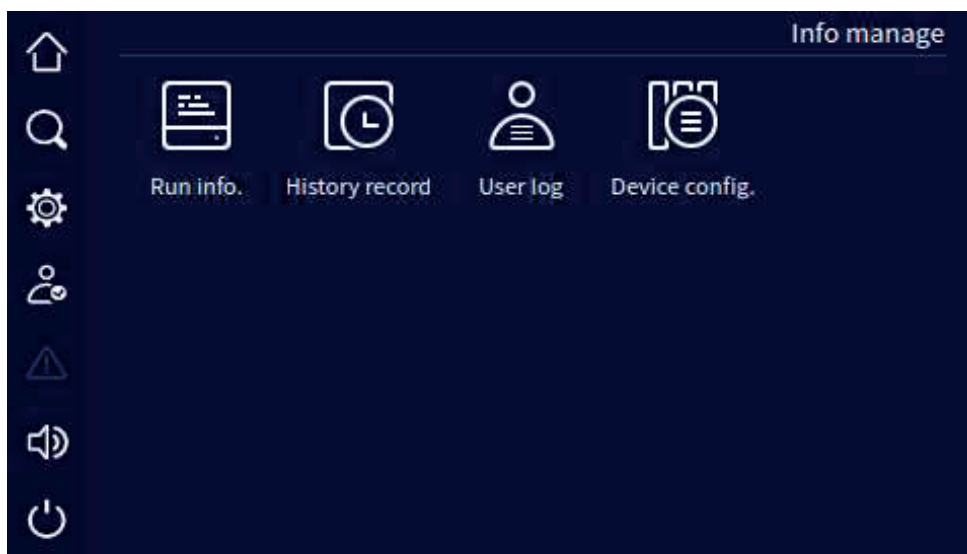 Info manage
Run info.
History record
User log
Device config.